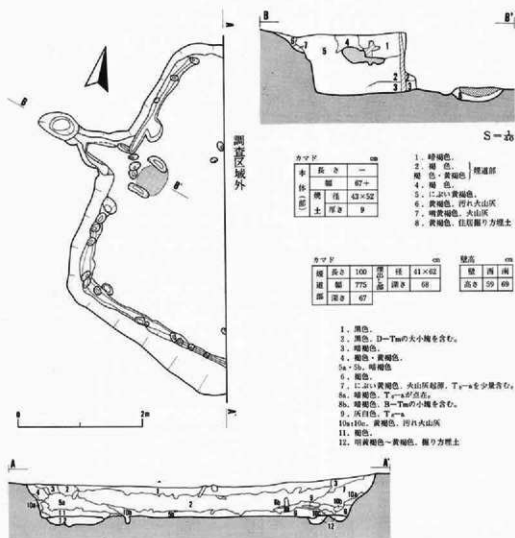 A
B
B'
調査区域外
B
B'
S=1/40
カマド cm
本体(部) 長さ ー
幅 67+
焼土 径 43×52
厚さ 9
1. 暗褐色.
2. 褐 色.
褐 色・黄褐色. 煙道部
4. 褐 色.
5. にぶい黄褐色.
6. 黄褐色. 汚れ火山灰
7. 明黄褐色. 火山灰
8. 黄褐色. 住居掘り方埋土
カマド cm
煙道部 長さ 100 径 41×62
幅 775 深さ 68
深さ 67
壁高 cm
壁 西 南
高さ 59 69
1. 黒色.
2. 黒色. B-Tmの大小塊を含む。
3. 暗褐色.
4. 褐色・黄褐色.
5a・5b. 暗褐色
6. 褐色.
7. にぶい黄褐色. 火山灰起源. To-aを少量含む。
8a. 暗褐色. To-aが点在。
8b. 暗褐色. B-Tmの小塊を含む。
9. 灰白色. To-a
10a・10c. 黄褐色. 汚れ火山灰
11. 褐色.
12. 明黄褐色〜黄褐色. 掘り方埋土
0 2m
A'
A
A'